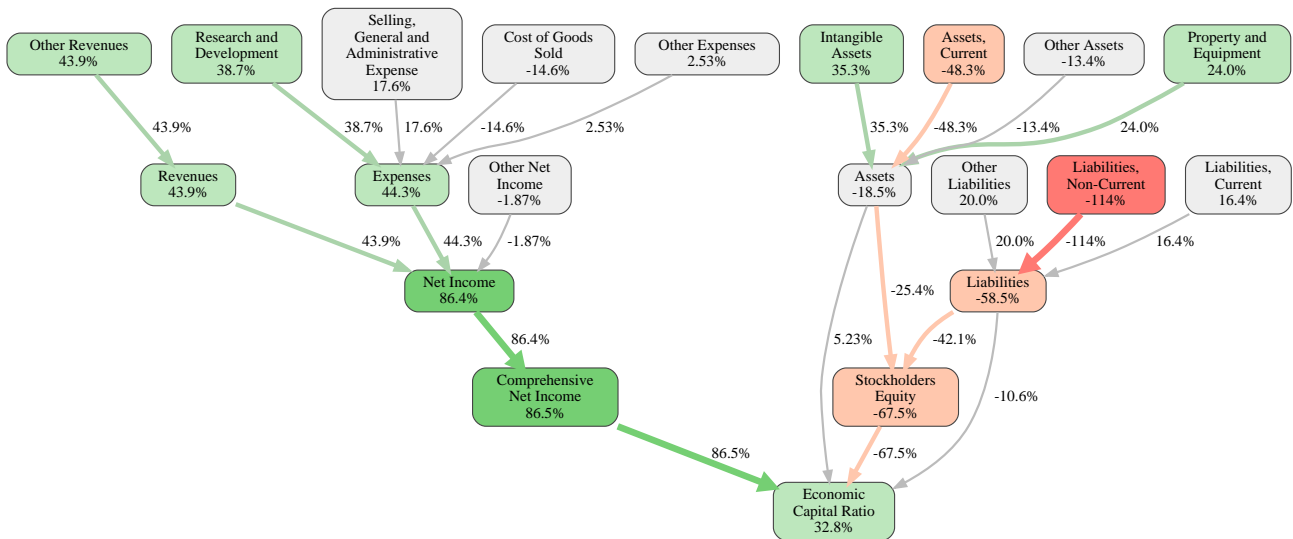 Other Revenues
43.9%
Research and
Development
38.7%
Selling,
General and
Administrative
Expense
17.6%
Cost of Goods
Sold
-14.6%
Other Expenses
2.53%
Intangible
Assets
35.3%
Assets,
Current
-48.3%
Other Assets
-13.4%
Property and
Equipment
24.0%
43.9%
38.7%
17.6%
-14.6%
2.53%
35.3%
-48.3%
-13.4%
24.0%
Revenues
43.9%
Expenses
44.3%
Other Net
Income
-1.87%
Assets
-18.5%
Other
Liabilities
20.0%
Liabilities,
Non-Current
-114%
Liabilities,
Current
16.4%
43.9%
44.3%
-1.87%
20.0%
-114%
16.4%
Net Income
86.4%
-25.4%
Liabilities
-58.5%
86.4%
5.23%
-42.1%
Comprehensive
Net Income
86.5%
Stockholders
Equity
-67.5%
-10.6%
86.5%
-67.5%
Economic
Capital Ratio
32.8%